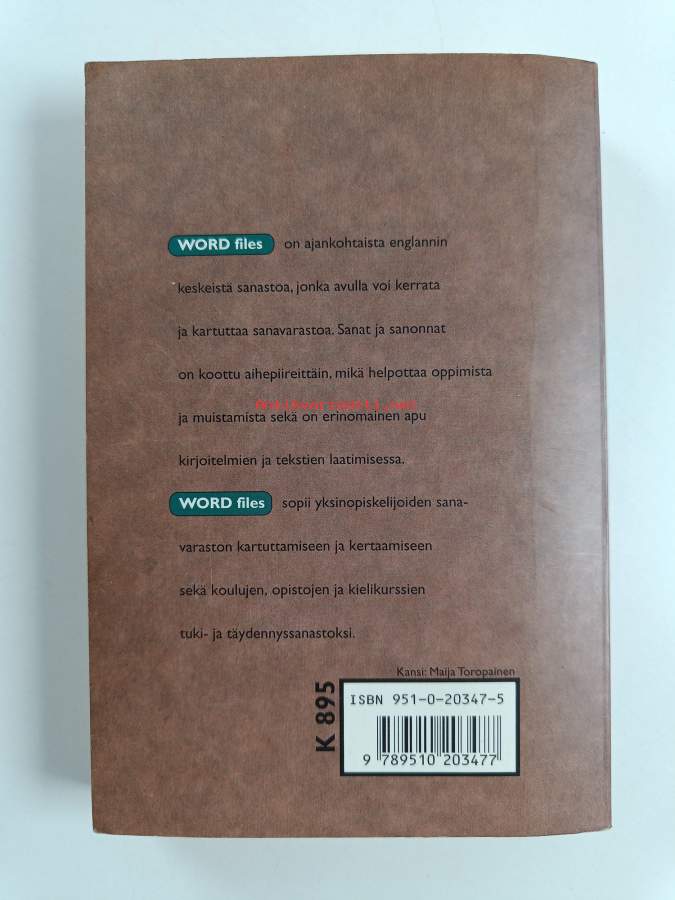 WORD files on ajankohtaista englannin
keskeistä sanastoa, jonka avulla voi kerrata
ja kartuttaa sanavarastoa. Sanat ja sanonnat
on koottu aihepiireittäin, mikä helpottaa oppimista
ja muistamista sekä on erinomainen apu
kirjoitelmien ja tekstien laatimisessa.
WORD files sopii yksinopiskelijoiden sana-
varaston kartuttamiseen ja kertaamiseen
sekä koulujen, opistojen ja kielikurssien
tuki- ja täydennyssanastoksi.
Kansi: Maija Toropainen
K 895
ISBN 951-0-20347-5
9 789510 203477